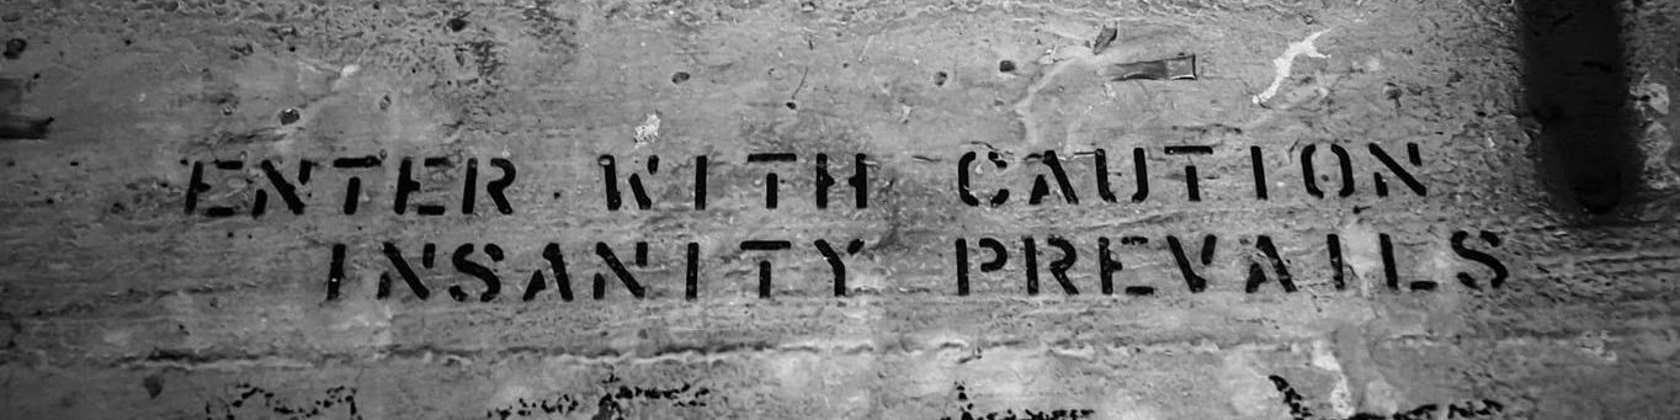 ENTER WITH CAUTION
INSANITY PREVAILS